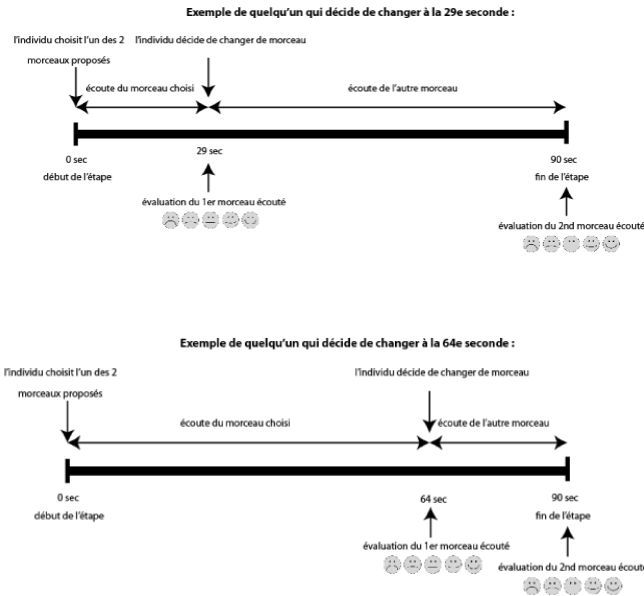 Exemple de quelqu'un qui décide de changer à la 29e seconde :
l'individu choisit l'un des 2
morceaux proposés
l'individu décide de changer de morceau
écoute du morceau choisi
écoute de l'autre morceau
0 sec
début de l'étape
29 sec
90 sec
fin de l'étape
évaluation du 1er morceau écouté
évaluation du 2nd morceau écouté
Exemple de quelqu'un qui décide de changer à la 64e seconde :
l'individu choisit l'un des 2
morceaux proposés
l'individu décide de changer de morceau
écoute du morceau choisi
écoute de l'autre morceau
0 sec
début de l'étape
64 sec
90 sec
fin de l'étape
évaluation du 1er morceau écouté
évaluation du 2nd morceau écouté